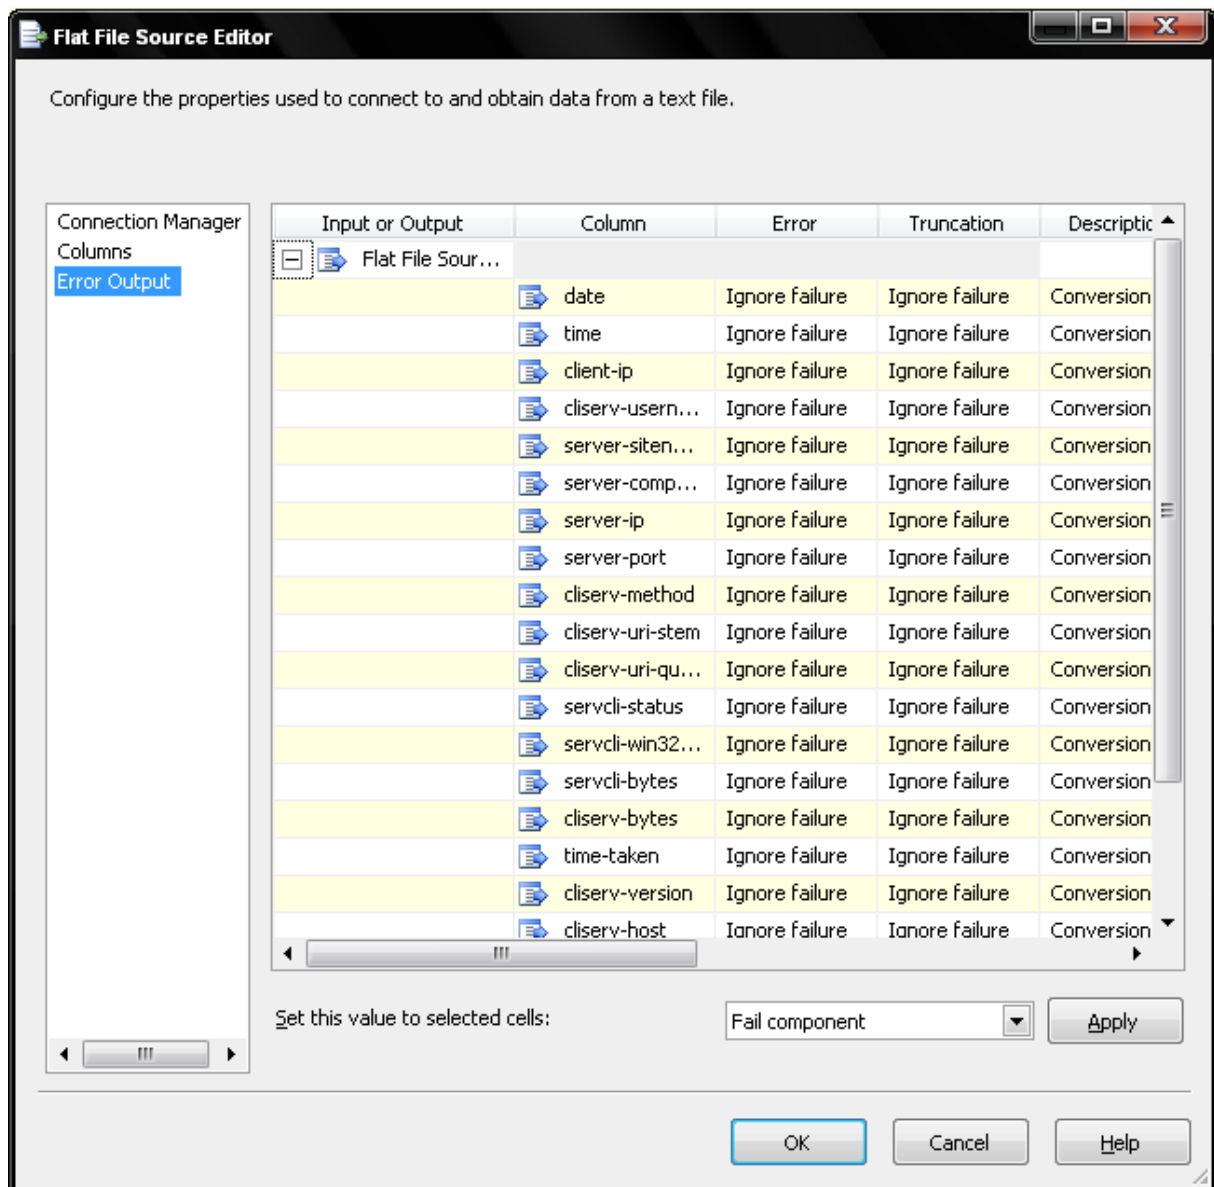 Flat File Source Editor
Configure the properties used to connect to and obtain data from a text file.
Connection Manager
Columns
Error Output
Input or Output Column Error Truncation Descriptic
Flat File Sour...
date Ignore failure Ignore failure Conversion
time Ignore failure Ignore failure Conversion
client-ip Ignore failure Ignore failure Conversion
cliserv-usern... Ignore failure Ignore failure Conversion
server-siten... Ignore failure Ignore failure Conversion
server-comp... Ignore failure Ignore failure Conversion
server-ip Ignore failure Ignore failure Conversion
server-port Ignore failure Ignore failure Conversion
cliserv-method Ignore failure Ignore failure Conversion
cliserv-uri-stem Ignore failure Ignore failure Conversion
cliserv-uri-qu... Ignore failure Ignore failure Conversion
servcli-status Ignore failure Ignore failure Conversion
servcli-win32... Ignore failure Ignore failure Conversion
servcli-bytes Ignore failure Ignore failure Conversion
cliserv-bytes Ignore failure Ignore failure Conversion
time-taken Ignore failure Ignore failure Conversion
cliserv-version Ignore failure Ignore failure Conversion
cliserv-host Ignore failure Ignore failure Conversion
Set this value to selected cells: Fail component Apply
OK Cancel Help